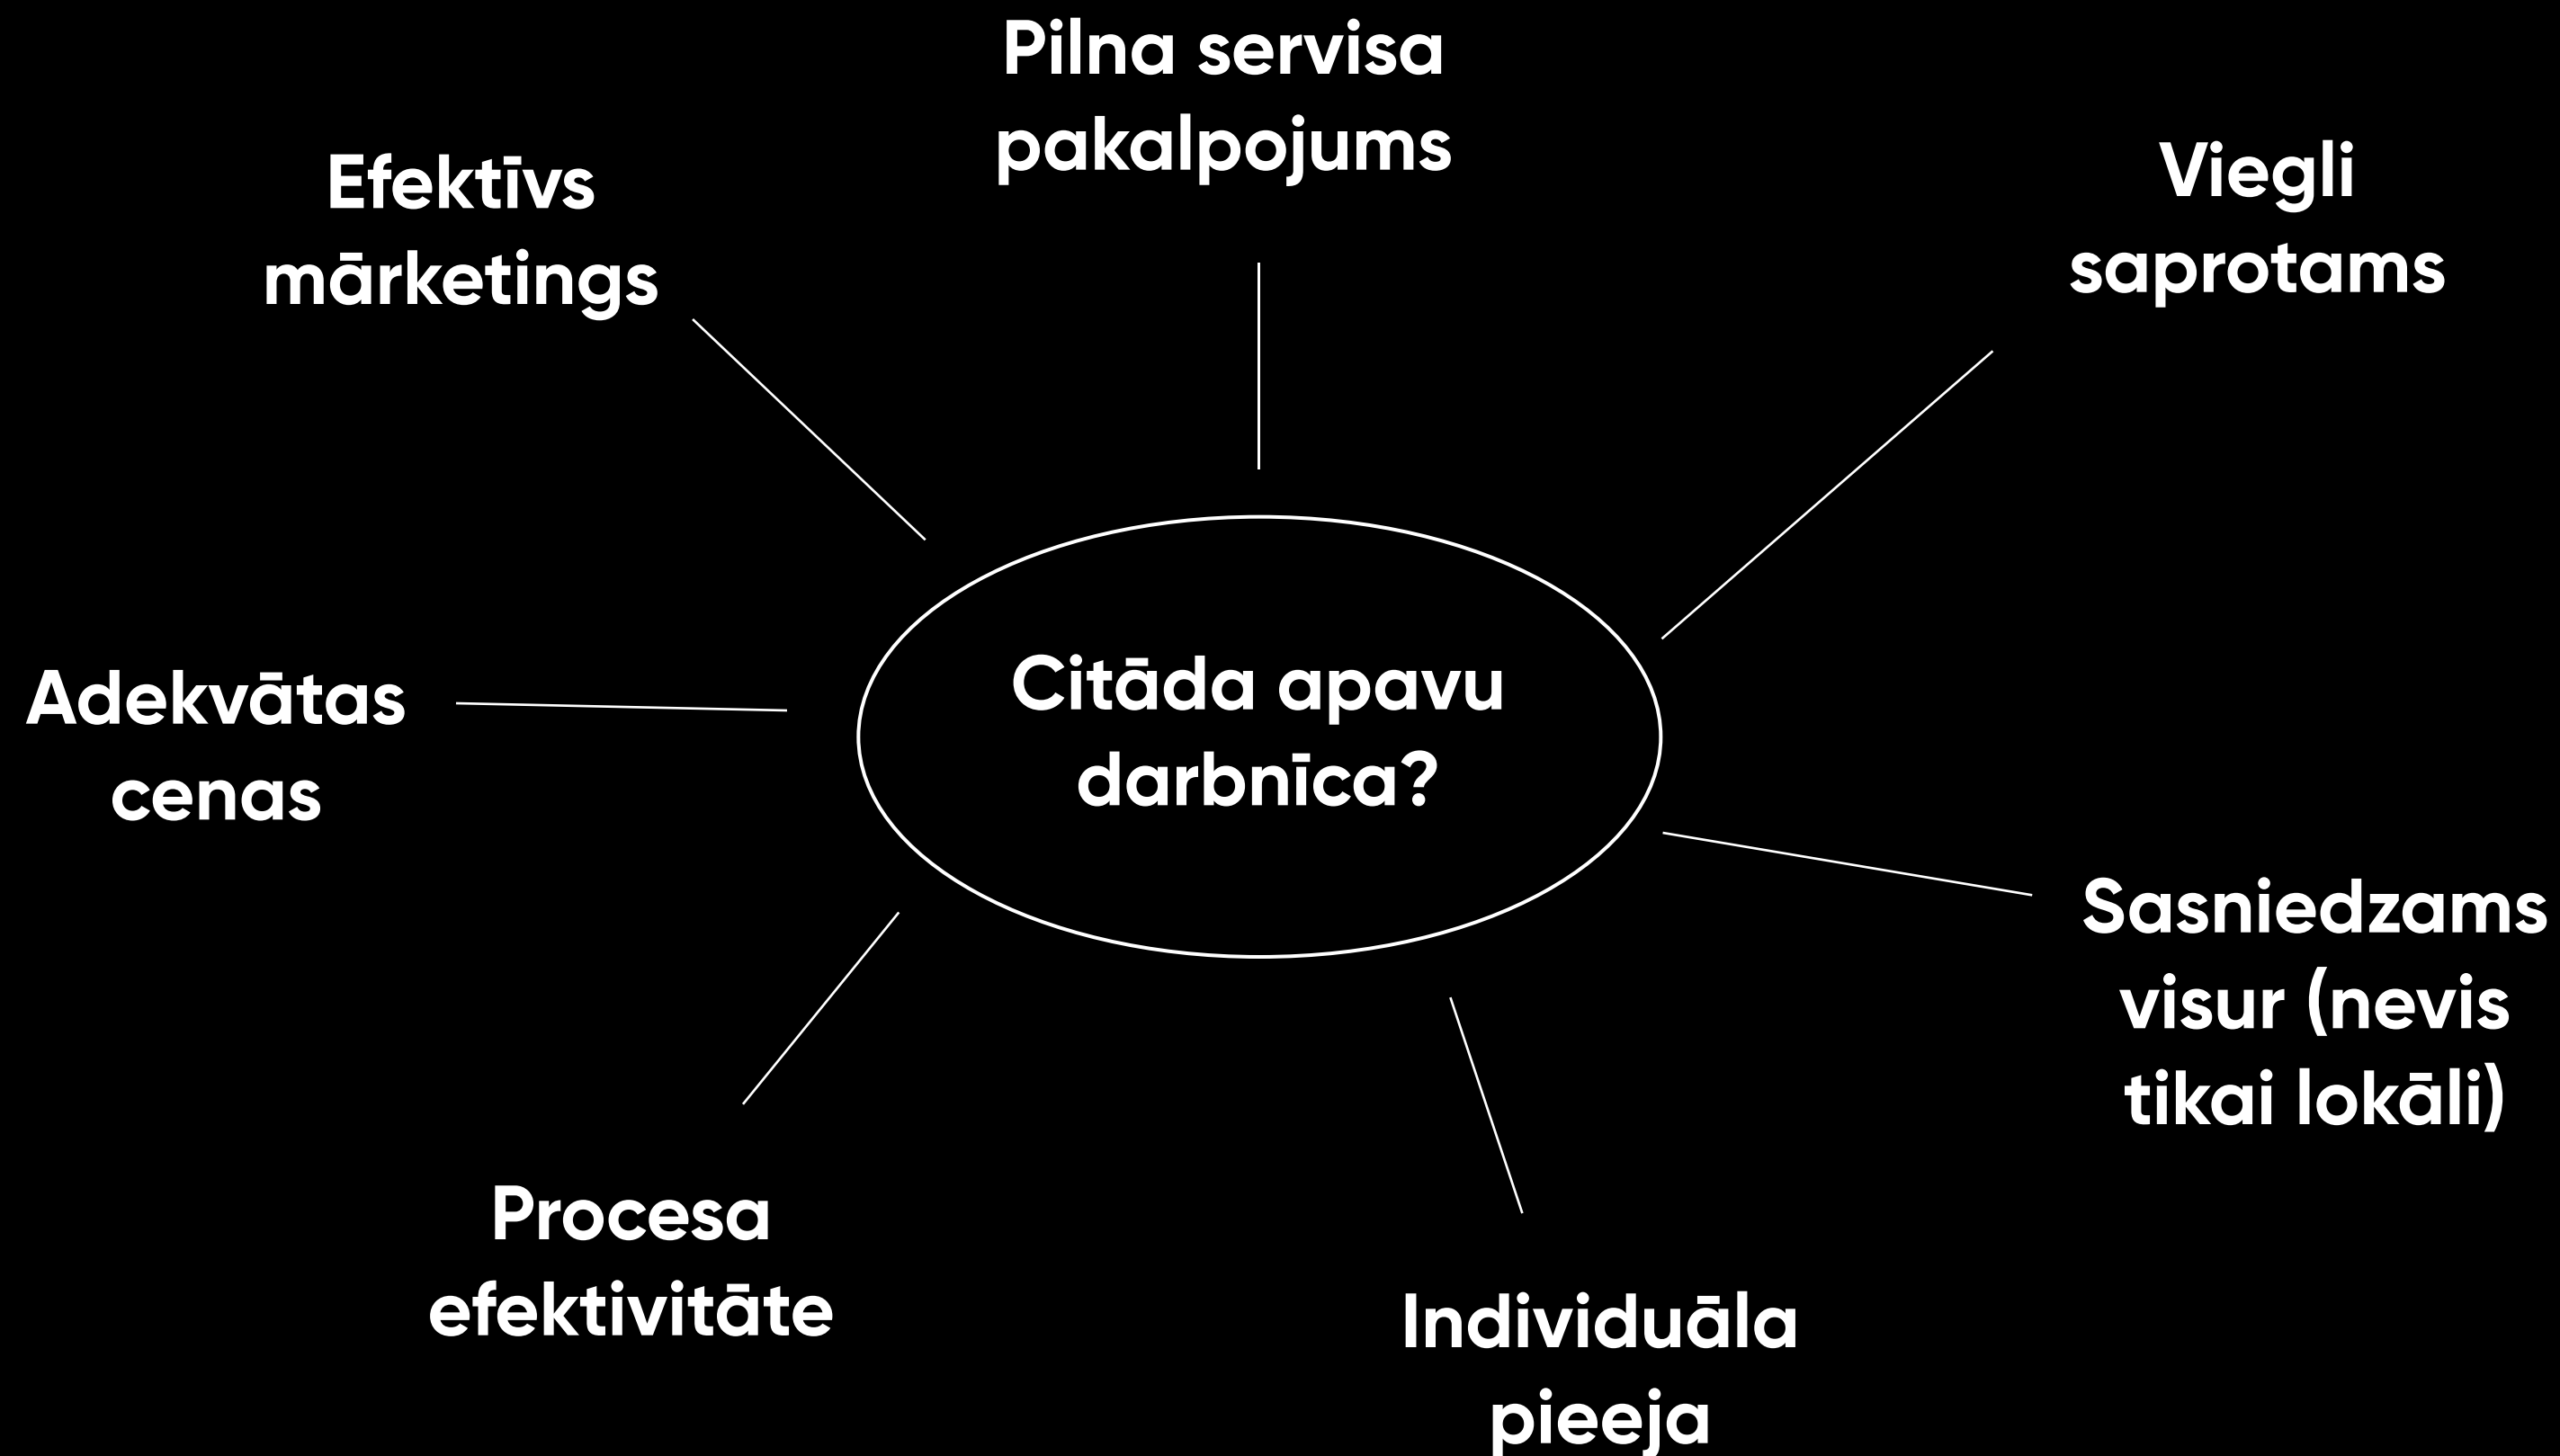 Pilna servisa
pakalpojums
Efektīvs
mārketings
Viegli
saprotams
Citāda apavu
darbnīca?
Adekvātas
cenas
Sasniedzams
visur (nevis
tikai lokāli)
Procesa
efektivitāte
Individuāla
pieeja